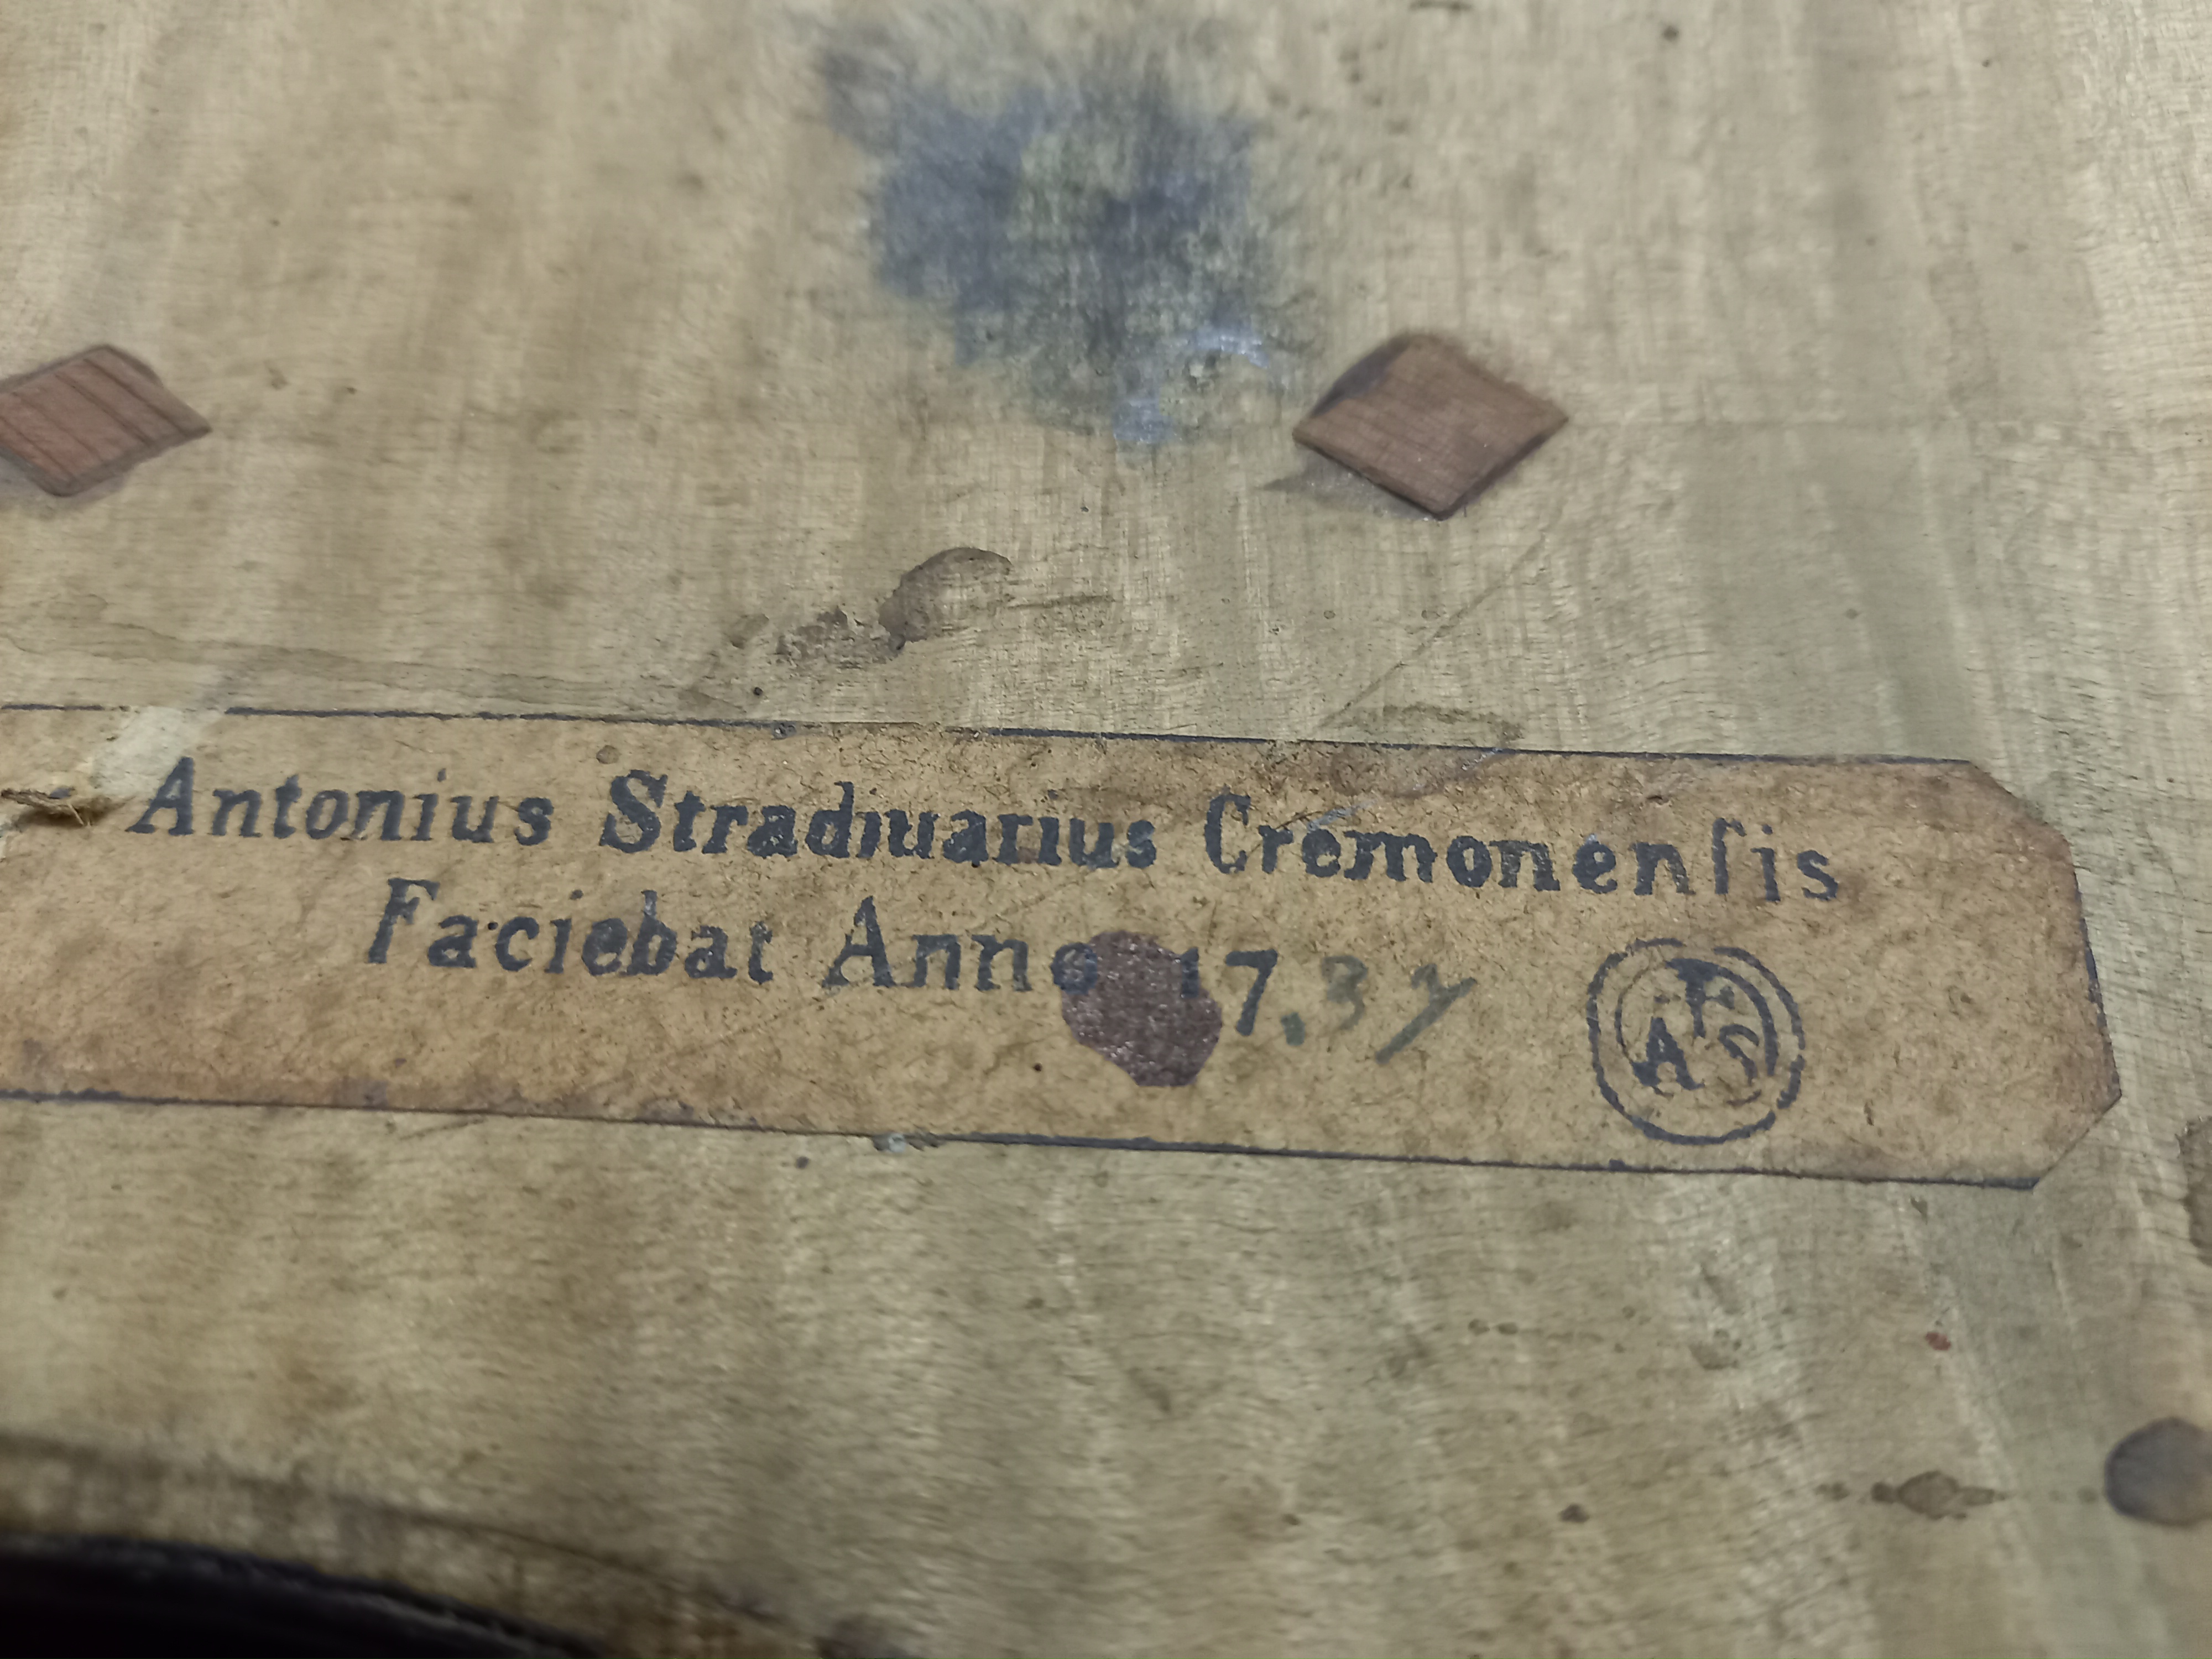 Antonius Stradiuarius Cremonenſis
Faciebat Anno 17.37
A S